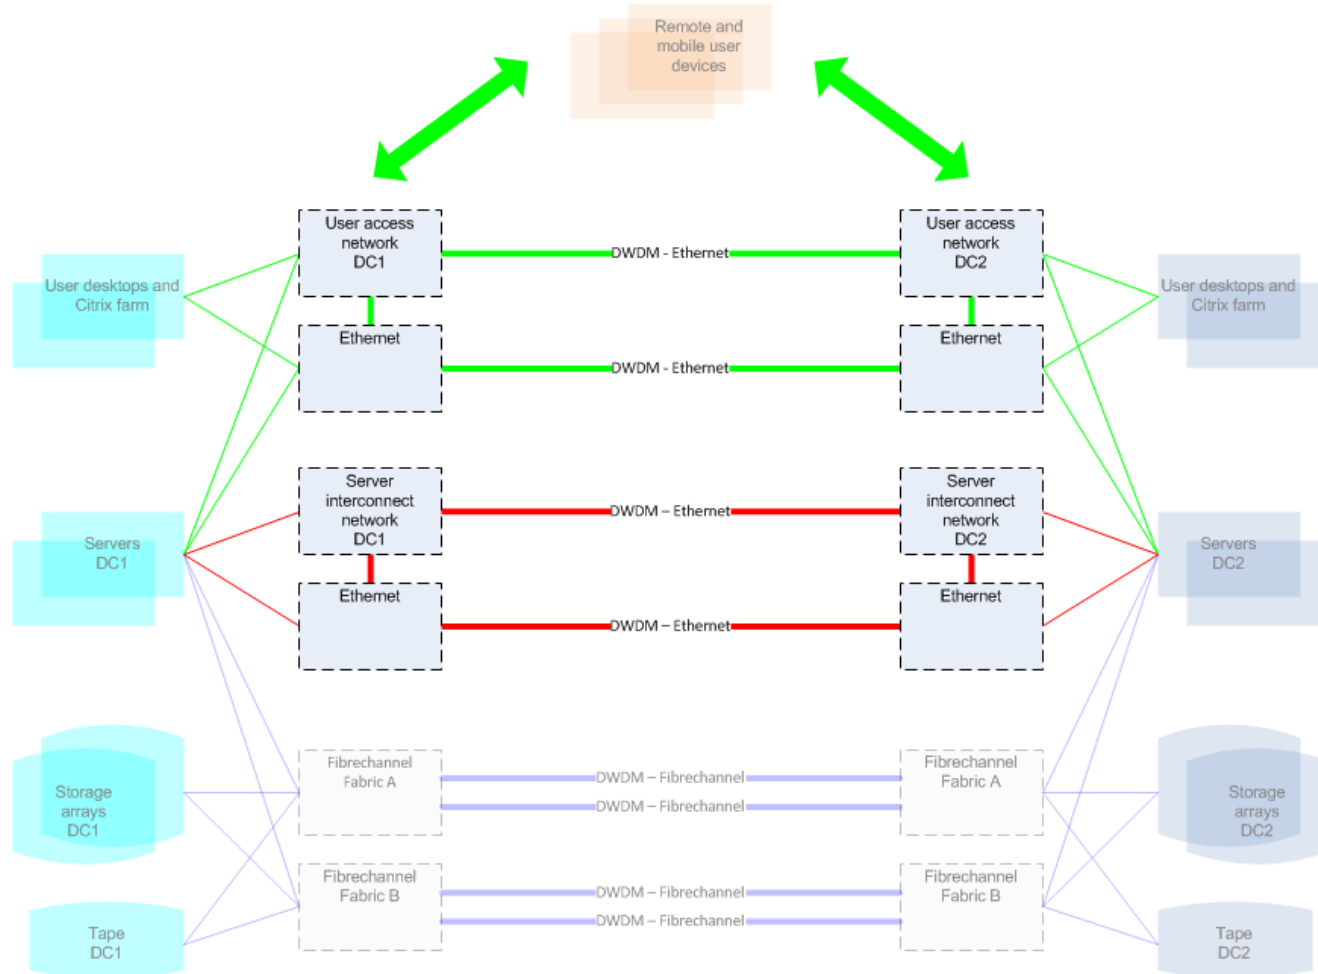 Remote and
mobile user
devices
User access
network
DC1
DWDM - Ethernet
User access
network
DC2
User desktops and
Citrix farm
User desktops and
Citrix farm
Ethernet
DWDM - Ethernet
Ethernet
Server
interconnect
network
DC1
DWDM – Ethernet
Server
interconnect
network
DC2
Servers
DC1
Servers
DC2
Ethernet
DWDM – Ethernet
Ethernet
Fibrechannel
Fabric A
DWDM – Fibrechannel
DWDM – Fibrechannel
Fibrechannel
Fabric A
Storage
arrays
DC1
Storage
arrays
DC2
Fibrechannel
Fabric B
DWDM – Fibrechannel
DWDM – Fibrechannel
Fibrechannel
Fabric B
Tape
DC1
Tape
DC2